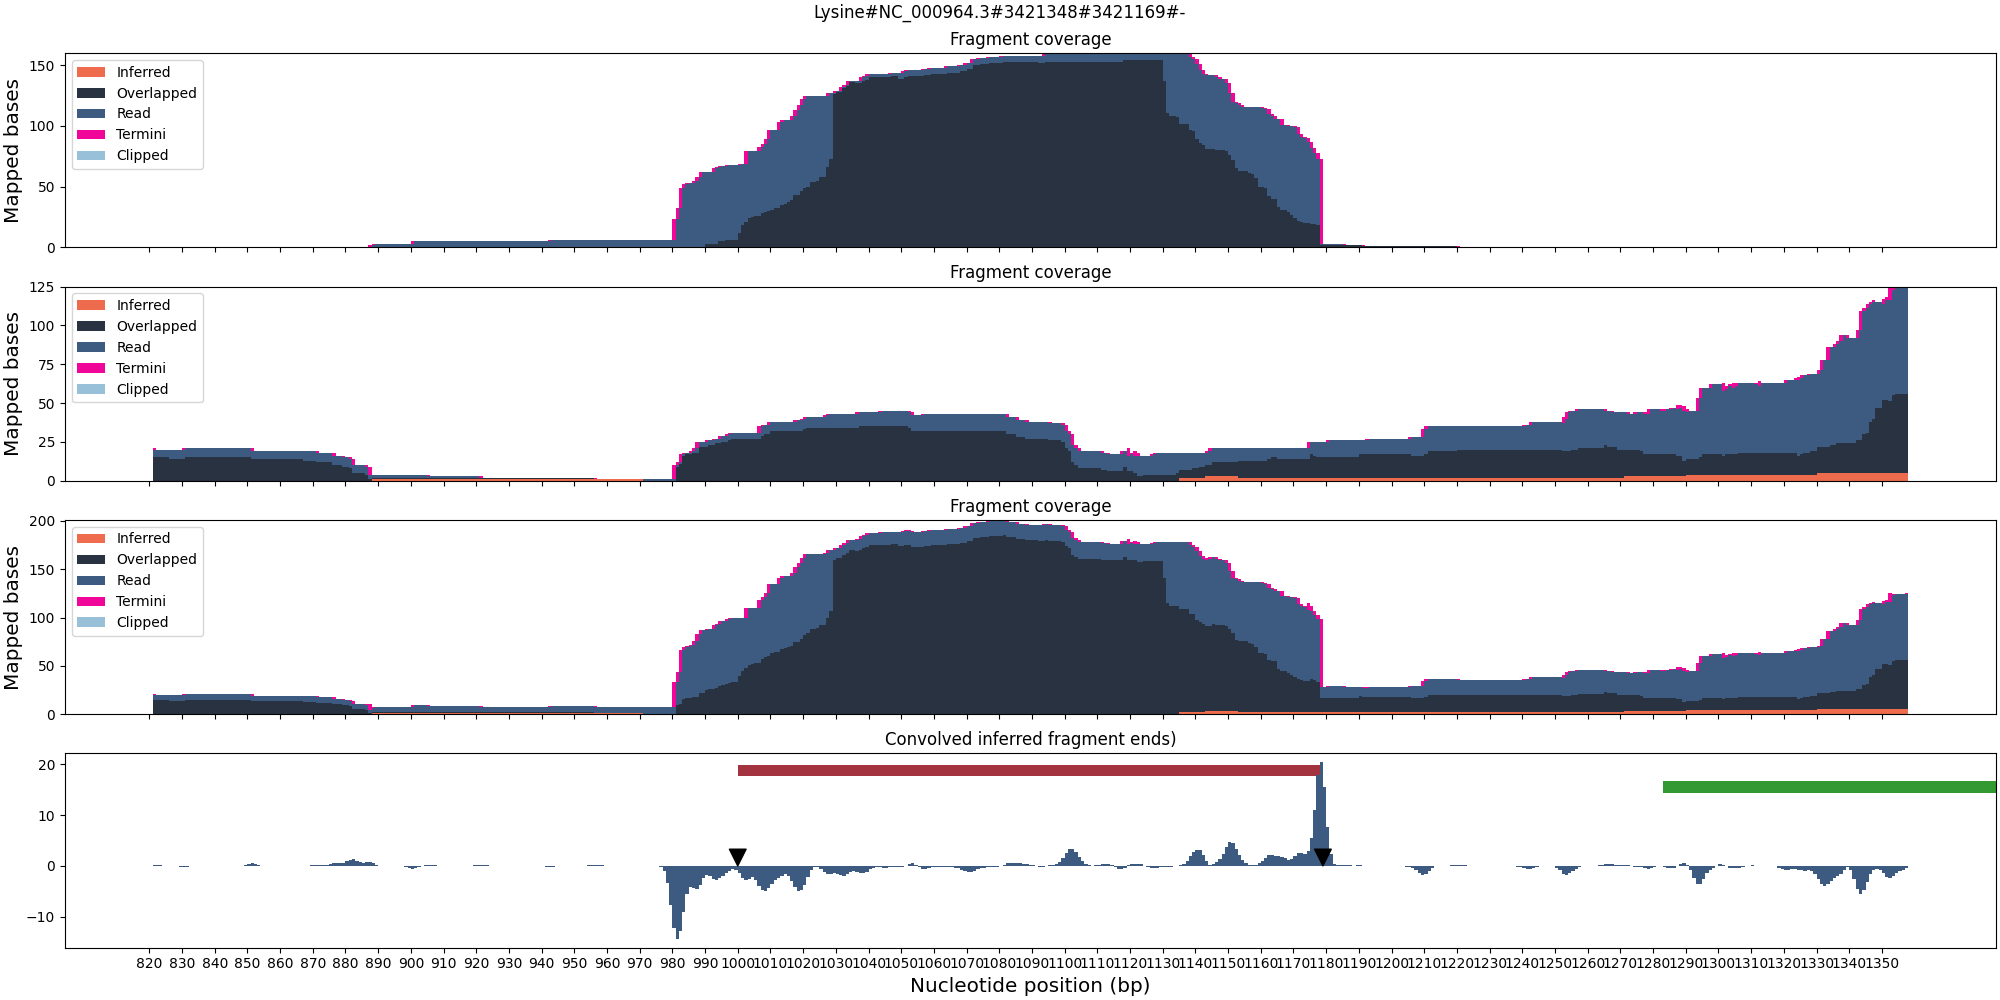 Lysine#NC_000964.3#3421348#3421169#-
Fragment coverage
Mapped bases
150
100
50
0
Inferred
Overlapped
Read
Termini
Clipped
Fragment coverage
Mapped bases
125
100
75
50
25
0
Inferred
Overlapped
Read
Termini
Clipped
Fragment coverage
Mapped bases
200
150
100
50
0
Inferred
Overlapped
Read
Termini
Clipped
Convolved inferred fragment ends)
20
10
0
−10
820 830 840 850 860 870 880 890 900 910 920 930 940 950 960 970 980 990 1000 1010 1020 1030 1040 1050 1060 1070 1080 1090 1100 1110 1120 1130 1140 1150 1160 1170 1180 1190 1200 1210 1220 1230 1240 1250 1260 1270 1280 1290 1300 1310 1320 1330 1340 1350
Nucleotide position (bp)